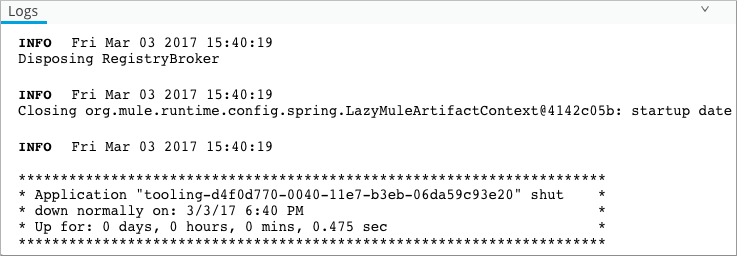 Logs
INFO Fri Mar 03 2017 15:40:19
Disposing RegistryBroker
INFO Fri Mar 03 2017 15:40:19
Closing org.mule.runtime.config.spring.LazyMuleArtifactContext@4142c05b: startup date
INFO Fri Mar 03 2017 15:40:19
**********************************************************************
* Application "tooling-d4f0d770-0040-11e7-b3eb-06da59c93e20" shut    *
* down normally on: 3/3/17 6:40 PM                                   *
* Up for: 0 days, 0 hours, 0 mins, 0.475 sec                         *
**********************************************************************